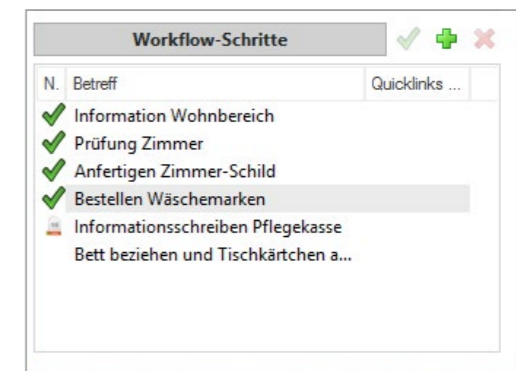 Workflow-Schritte
N. Betreff Quicklinks ...
Information Wohnbereich
Prüfung Zimmer
Anfertigen Zimmer-Schild
Bestellen Wäschemarken
Informationsschreiben Pflegekasse
Bett beziehen und Tischkärtchen a...